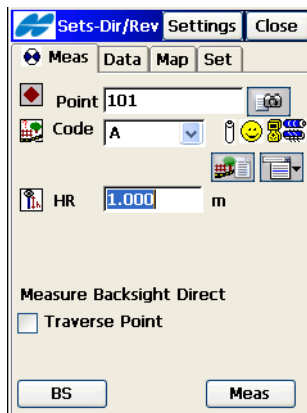 Sets-Dir/Rev Settings Close
Meas Data Map Set
Point 101
Code A
HR 1.000 m
Measure Backsight Direct
Traverse Point
BS Meas